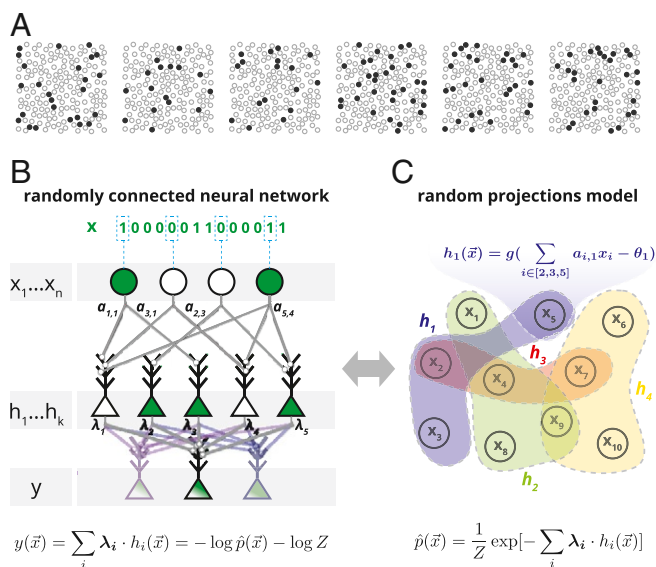 A
B
randomly connected neural network
x 1 0 0 0 0 0 1 1 0 0 0 0 0 1 1
x₁...xₙ
a₁,₁ a₃,₁ a₂,₃ a₅,₄
h₁...hₖ
λ₁ λ₂ λ₃ λ₄ λ₅
y
y(x⃗) = ∑ᵢ λᵢ · hᵢ(x⃗) = − log p̂(x⃗) − log Z
C
random projections model
h₁(x⃗) = g( ∑ i∈[2,3,5] aᵢ,₁xᵢ − θ₁)
x₁ x₅ x₆
h₁ h₃
x₂ x₄ x₇
h₄
x₃ x₈ x₉ x₁₀
h₂
p̂(x⃗) = 1/Z exp[− ∑ᵢ λᵢ · hᵢ(x⃗)]